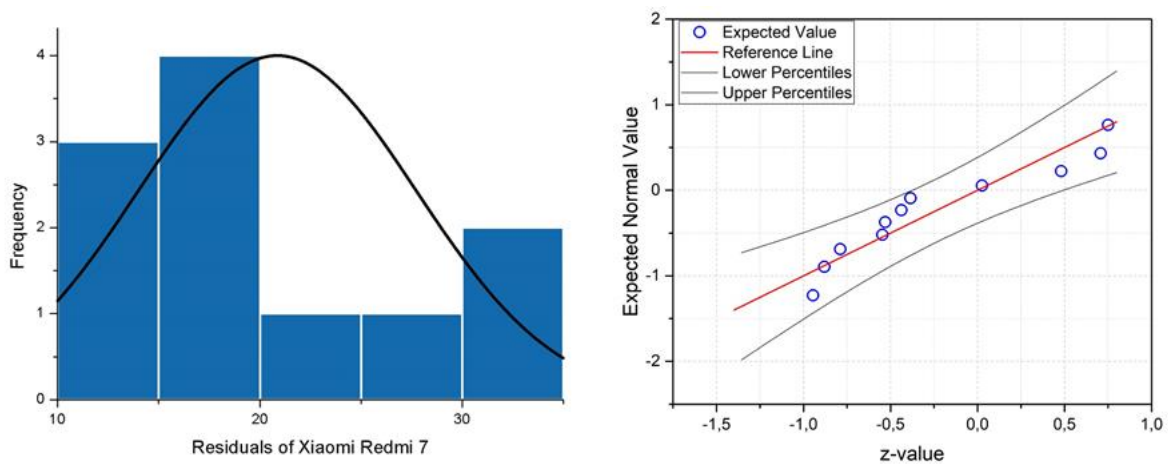 4
3
2
1
0
Frequency
10
20
30
Residuals of Xiaomi Redmi 7
Expected Value
Reference Line
Lower Percentiles
Upper Percentiles
2
1
0
-1
-2
Expected Normal Value
-1,5
-1,0
-0,5
0,0
0,5
1,0
z-value